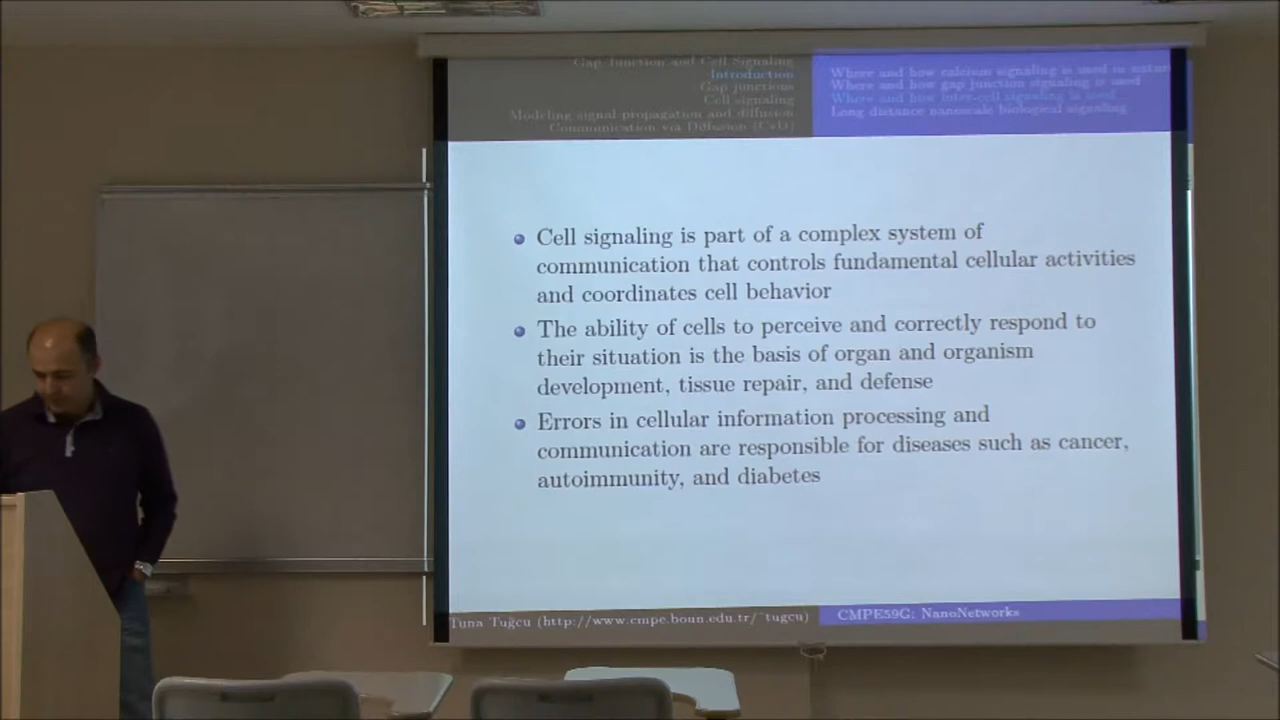 Gap Junction and Cell Signaling
Introduction
Gap junctions
Cell signaling
Modeling signal propagation and diffusion
Communication via Diffusion (CvD)
Where and how calcium signaling is used in natur
Where and how gap junction signaling is used
Where and how inter-cell signaling is used
Long distance nanoscale biological signaling
Cell signaling is part of a complex system of
communication that controls fundamental cellular activities
and coordinates cell behavior
The ability of cells to perceive and correctly respond to
their situation is the basis of organ and organism
development, tissue repair, and defense
Errors in cellular information processing and
communication are responsible for diseases such as cancer,
autoimmunity, and diabetes
Tuna Tuğcu (http://www.cmpe.boun.edu.tr/~tugcu)
CMPE59G: NanoNetworks